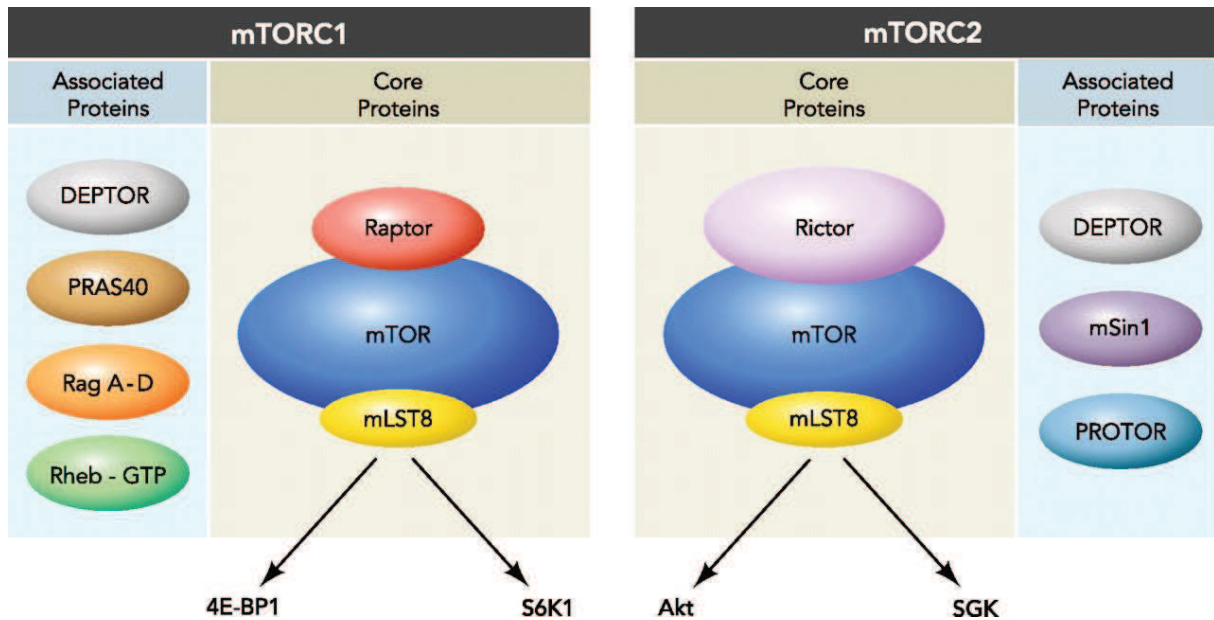 mTORC1
Associated
Proteins
Core
Proteins
DEPTOR
PRAS40
Rag A-D
Rheb - GTP
Raptor
mTOR
mLST8
4E-BP1
S6K1
mTORC2
Core
Proteins
Associated
Proteins
Rictor
mTOR
mLST8
DEPTOR
mSin1
PROTOR
Akt
SGK